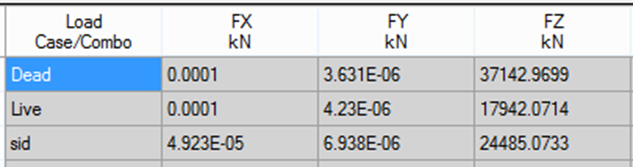 Load FX FY FZ
Case/Combo kN kN kN
Dead 0.0001 3.631E-06 37142.9699
Live 0.0001 4.23E-06 17942.0714
sid 4.923E-05 6.938E-06 24485.0733